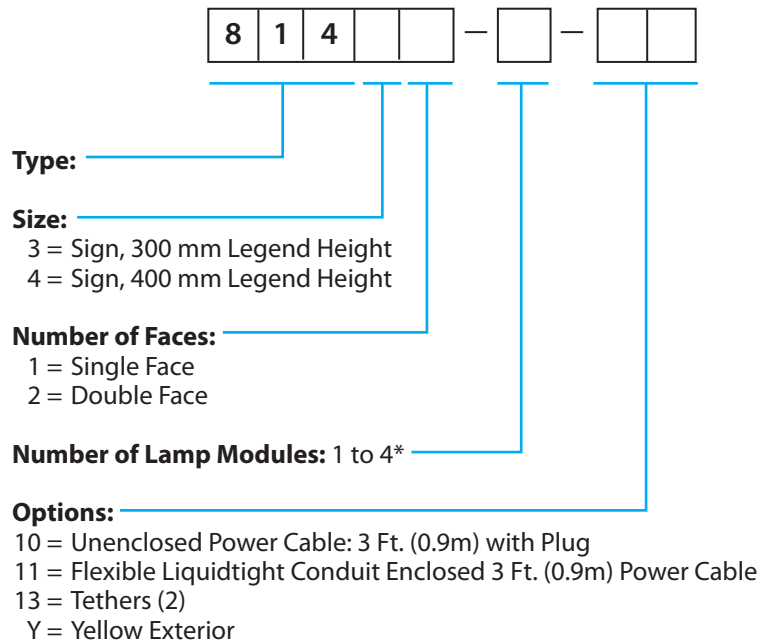 8 1 4 – –
Type:
Size:
3 = Sign, 300 mm Legend Height
4 = Sign, 400 mm Legend Height
Number of Faces:
1 = Single Face
2 = Double Face
Number of Lamp Modules: 1 to 4*
Options:
10 = Unenclosed Power Cable: 3 Ft. (0.9m) with Plug
11 = Flexible Liquidtight Conduit Enclosed 3 Ft. (0.9m) Power Cable
13 = Tethers (2)
Y = Yellow Exterior